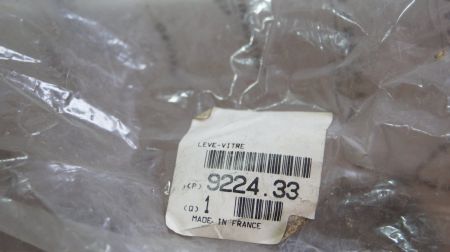 LEVE-VITRE
(P) 9224.33
(Q) 1
MADE IN FRANCE